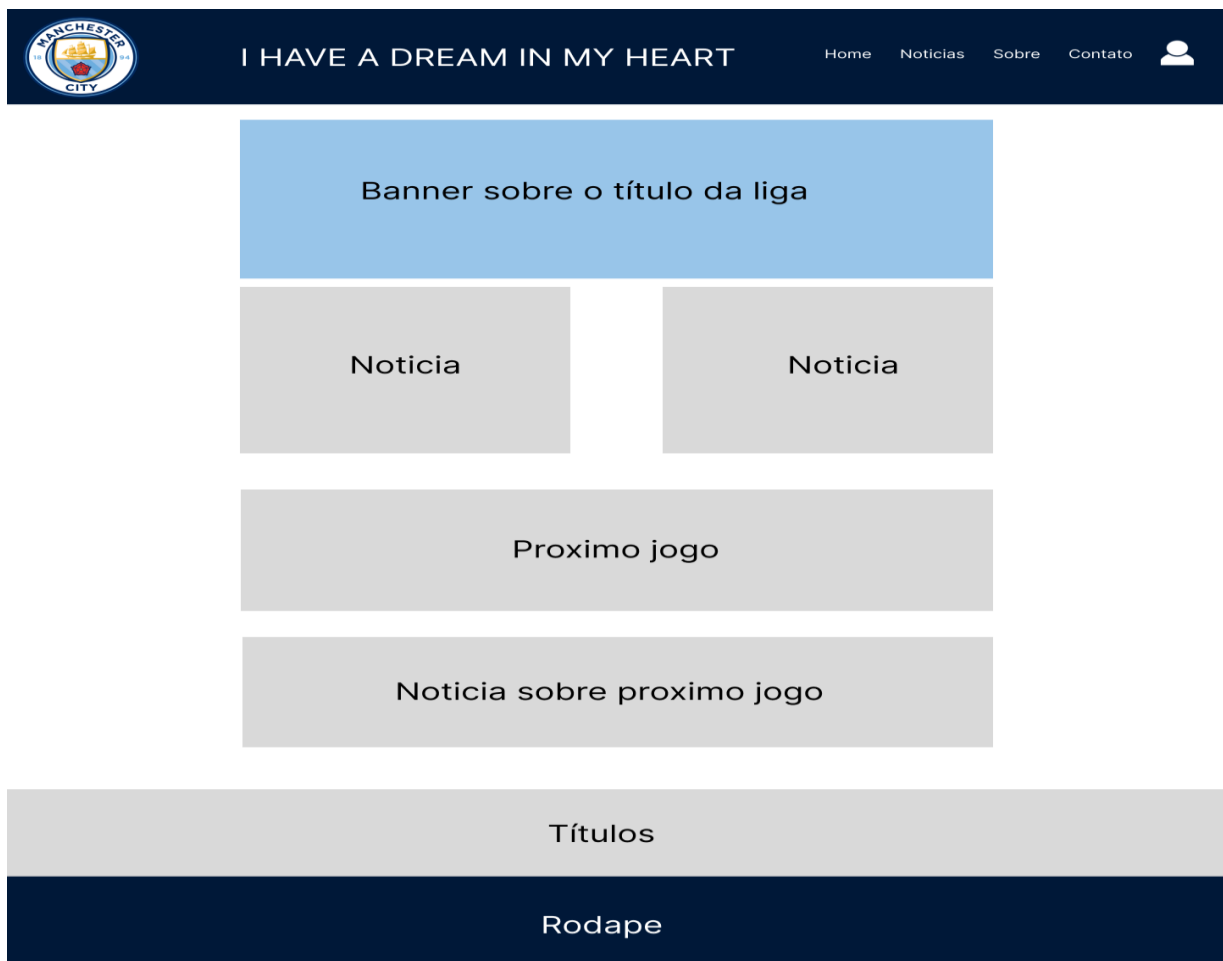 MANCHESTER
18 94
CITY
I HAVE A DREAM IN MY HEART
Home Noticias Sobre Contato
Banner sobre o título da liga
Noticia Noticia
Proximo jogo
Noticia sobre proximo jogo
Títulos
Rodape